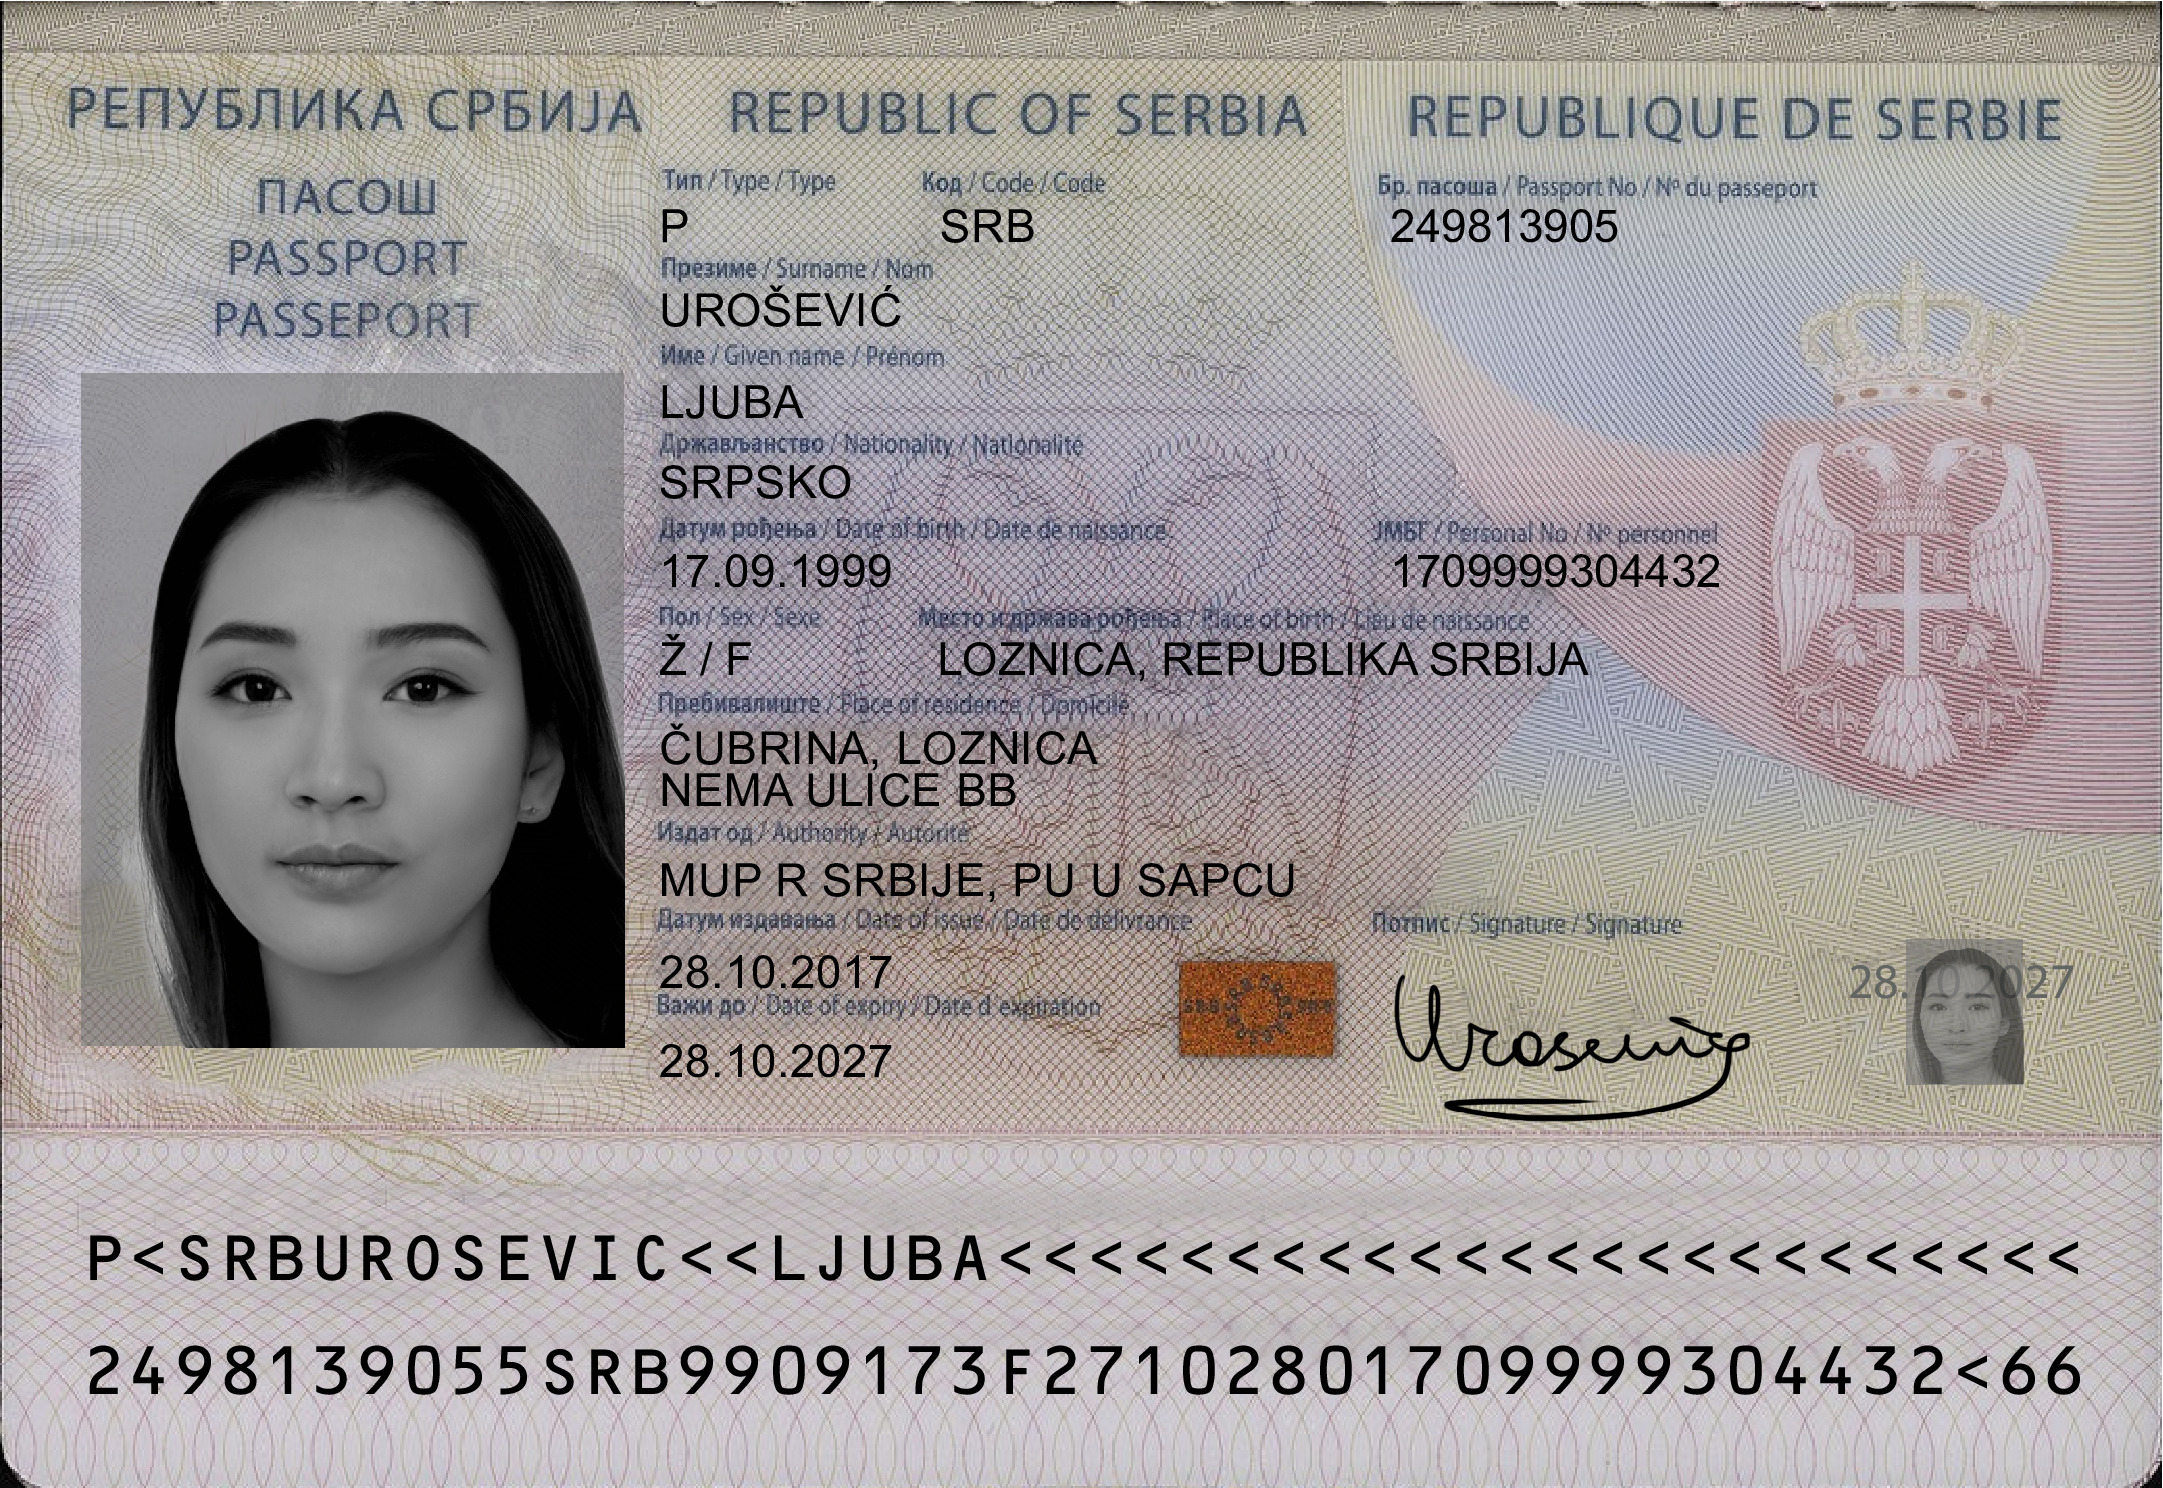 РЕПУБЛИКА СРБИЈА REPUBLIC OF SERBIA REPUBLIQUE DE SERBIE
ПАСОШ
PASSPORT
PASSEPORT
Тип / Type / Type Код / Code / Code Бр. пасоша / Passport No / Nº du passeport
P SRB 249813905
Презиме / Surname / Nom
UROŠEVIĆ
Име / Given name / Prénom
LJUBA
Држављанство / Nationality / Nationalité
SRPSKO
Датум рођења / Date of birth / Date de naissance ЈМБГ / Personal No / Nº personnel
17.09.1999 1709999304432
Пол / Sex / Sexe Место и држава рођења / Place of birth / Lieu de naissance
Ž / F LOZNICA, REPUBLIKA SRBIJA
Пребивалиште / Place of residence / Domicile
ČUBRINA, LOZNICA
NEMA ULICE BB
Издат од / Authority / Autorité
MUP R SRBIJE, PU U SAPCU
Датум издавања / Date of issue / Date de délivrance Потпис / Signature / Signature
28.10.2017
28.10.2027
Важи до / Date of expiry / Date d expiration
28.10.2027
Urosevic
P<SRBUROSEVIC<<LJUBA<<<<<<<<<<<<<<<<<<<<<<<<
2498139055SRB9909173F27102801709999304432<66